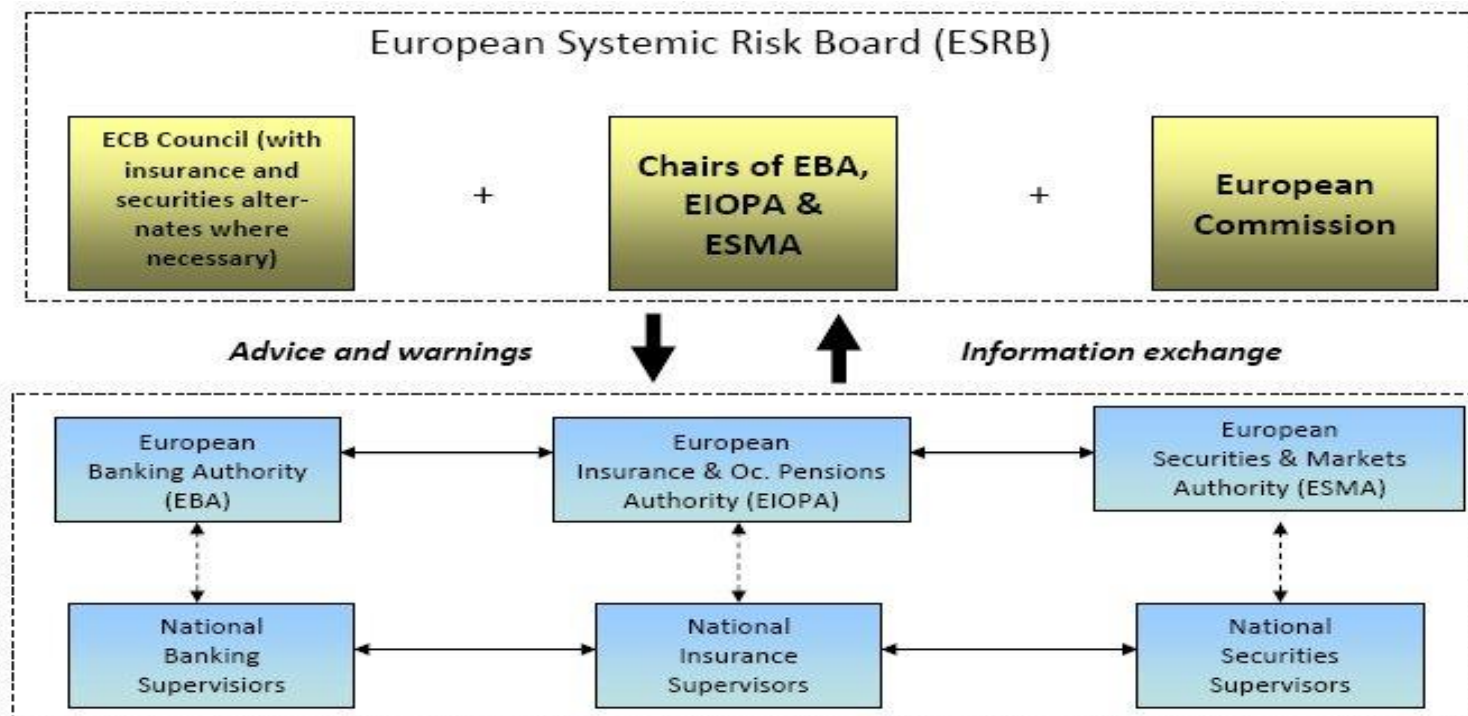 European Systemic Risk Board (ESRB)
ECB Council (with
insurance and
securities alter-
nates where
necessary)
+
Chairs of EBA,
EIOPA &
ESMA
+
European
Commission
Advice and warnings
Information exchange
European
Banking Authority
(EBA)
European
Insurance & Oc. Pensions
Authority (EIOPA)
European
Securities & Markets
Authority (ESMA)
National
Banking
Supervisiors
National
Insurance
Supervisors
National
Securities
Supervisors